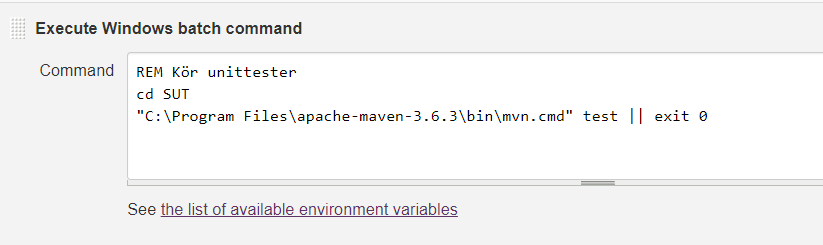 Execute Windows batch command
Command
REM Kör unittester
cd SUT
"C:\Program Files\apache-maven-3.6.3\bin\mvn.cmd" test || exit 0
See the list of available environment variables